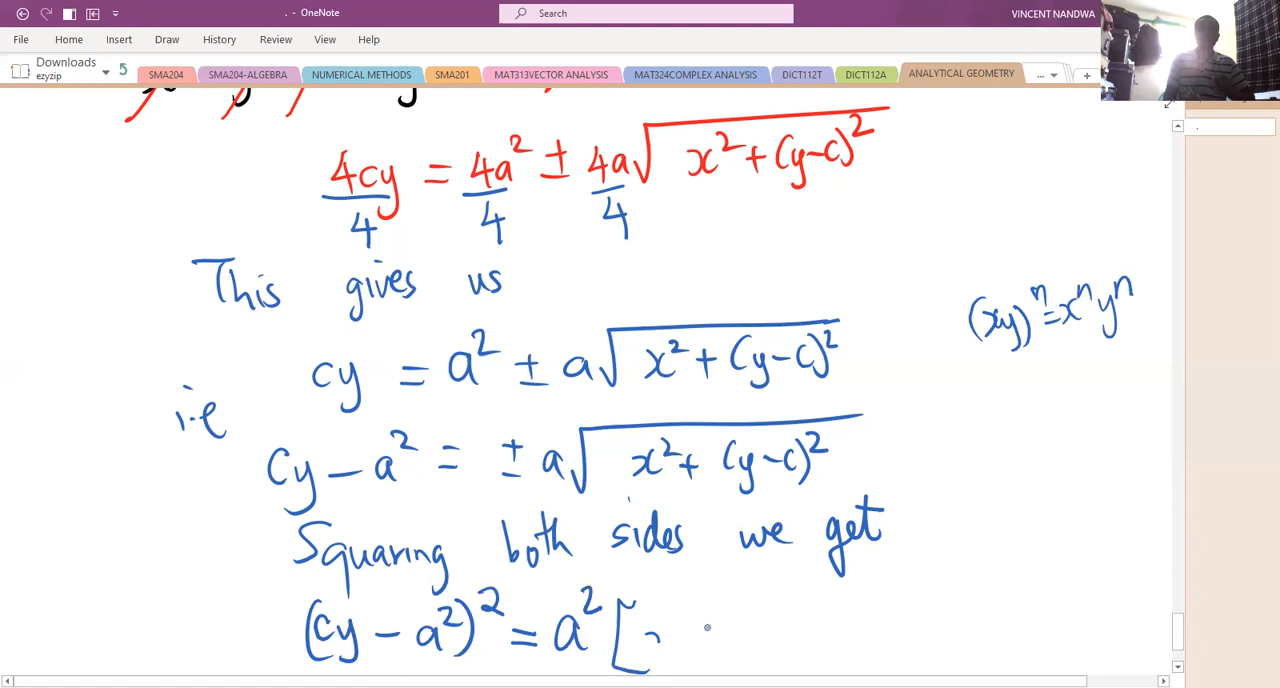 . - OneNote
Search
VINCENT NANDWA
File Home Insert Draw History Review View Help
Downloads
ezyzip
SMA204 SMA204-ALGEBRA NUMERICAL METHODS SMA201 MAT313VECTOR ANALYSIS MAT324COMPLEX ANALYSIS DICT112T DICT112A ANALYTICAL GEOMETRY ... +
.
4cy/4 = 4a²/4 ± 4a/4 √(x² + (y-c)²)
This gives us
(xy)ⁿ = xⁿyⁿ
cy = a² ± a√(x² + (y-c)²)
i.e
cy - a² = ± a√(x² + (y-c)²)
Squaring both sides we get
(cy - a²)² = a² [